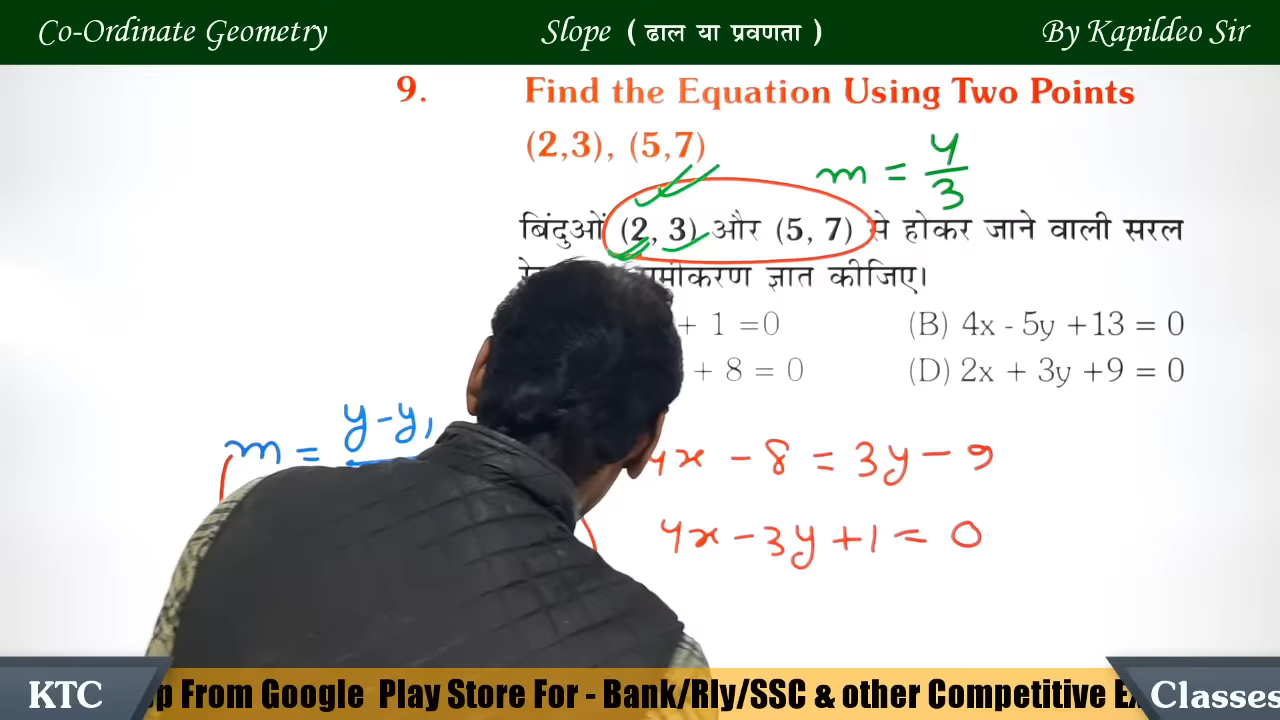 Co-Ordinate Geometry Slope ( ढाल या प्रवणता ) By Kapildeo Sir
9. Find the Equation Using Two Points
(2,3), (5,7)
m = 4/3
बिंदुओं (2, 3) और (5, 7) से होकर जाने वाली सरल
समीकरण ज्ञात कीजिए।
+ 1 =0 (B) 4x - 5y +13 = 0
+ 8 = 0 (D) 2x + 3y +9 = 0
m = y-y₁
4x - 8 = 3y - 9
4x - 3y + 1 = 0
KTC From Google Play Store For - Bank/Rly/SSC & other Competitive Classes